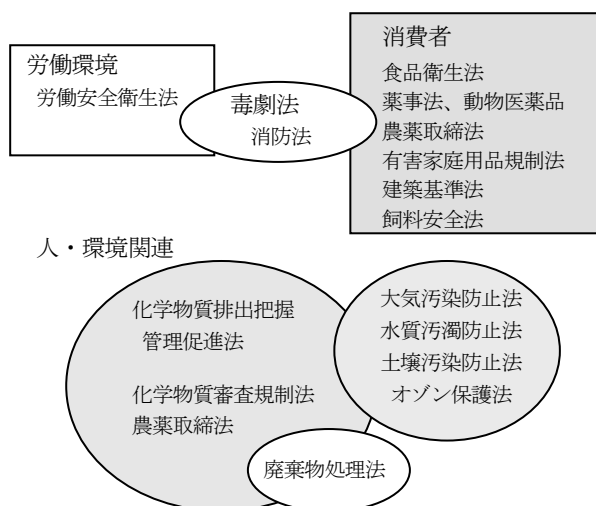 労働環境
労働安全衛生法
毒劇法
消防法
消費者
食品衛生法
薬事法、動物医薬品
農薬取締法
有害家庭用品規制法
建築基準法
飼料安全法
人・環境関連
化学物質排出把握
管理促進法
化学物質審査規制法
農薬取締法
大気汚染防止法
水質汚濁防止法
土壌汚染防止法
オゾン保護法
廃棄物処理法